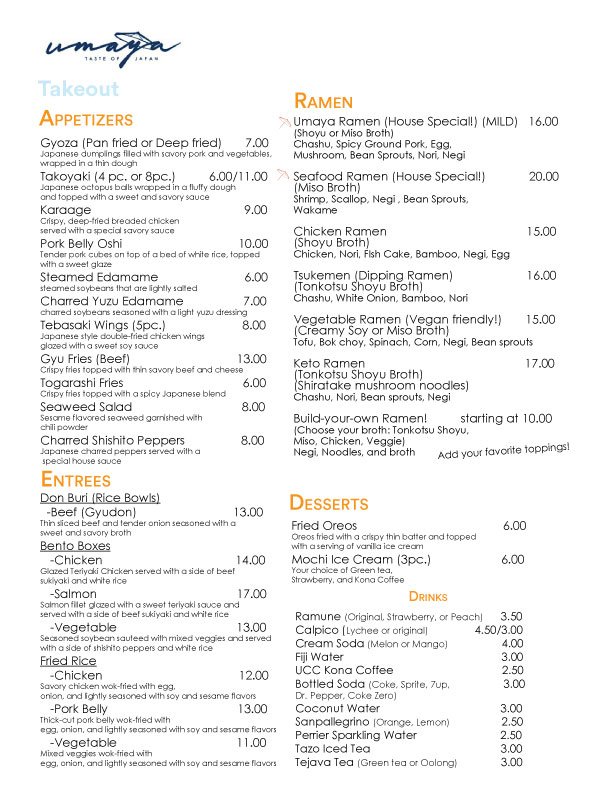 umaya
TASTE OF JAPAN
Takeout
APPETIZERS
Gyoza (Pan fried or Deep fried) 7.00
Japanese dumplings filled with savory pork and vegetables,
wrapped in a thin dough
Takoyaki (4 pc. or 8pc.) 6.00/11.00
Japanese octopus balls wrapped in a fluffy dough
and topped with a sweet and savory sauce
Karaage 9.00
Crispy, deep-fried breaded chicken
served with a special savory sauce
Pork Belly Oshi 10.00
Tender pork cubes on top of a bed of white rice, topped
with a sweet glaze
Steamed Edamame 6.00
steamed soybeans that are lightly salted
Charred Yuzu Edamame 7.00
charred soybeans seasoned with a light yuzu dressing
Tebasaki Wings (5pc.) 8.00
Japanese style double-fried chicken wings
glazed with a sweet soy sauce
Gyu Fries (Beef) 13.00
Crispy fries topped with thin savory beef and cheese
Togarashi Fries 6.00
Crispy fries topped with a spicy Japanese blend
Seaweed Salad 8.00
Sesame flavored seaweed garnished with
chili powder
Charred Shishito Peppers 8.00
Japanese charred peppers served with a
special house sauce
ENTREES
Don Buri (Rice Bowls)
-Beef (Gyudon) 13.00
Thin sliced beef and tender onion seasoned with a
sweet and savory broth
Bento Boxes
-Chicken 14.00
Glazed Teriyaki Chicken served with a side of beef
sukiyaki and white rice
-Salmon 17.00
Salmon fillet glazed with a sweet teriyaki sauce and
served with a side of beef sukiyaki and white rice
-Vegetable 13.00
Seasoned soybean sauteed with mixed veggies and served
with a side of shishito peppers and white rice
Fried Rice
-Chicken 12.00
Savory chicken wok-fried with egg,
onion, and lightly seasoned with soy and sesame flavors
-Pork Belly 13.00
Thick-cut pork belly wok-fried with
egg, onion, and lightly seasoned with soy and sesame flavors
-Vegetable 11.00
Mixed veggies wok-fried with
egg, onion, and lightly seasoned with soy and sesame flavors
RAMEN
Umaya Ramen (House Special!) (MILD) 16.00
(Shoyu or Miso Broth)
Chashu, Spicy Ground Pork, Egg,
Mushroom, Bean Sprouts, Nori, Negi
Seafood Ramen (House Special!) 20.00
(Miso Broth)
Shrimp, Scallop, Negi , Bean Sprouts,
Wakame
Chicken Ramen 15.00
(Shoyu Broth)
Chicken, Nori, Fish Cake, Bamboo, Negi, Egg
Tsukemen (Dipping Ramen) 16.00
(Tonkotsu Shoyu Broth)
Chashu, White Onion, Bamboo, Nori
Vegetable Ramen (Vegan friendly!) 15.00
(Creamy Soy or Miso Broth)
Tofu, Bok choy, Spinach, Corn, Negi, Bean sprouts
Keto Ramen 17.00
(Tonkotsu Shoyu Broth)
(Shiratake mushroom noodles)
Chashu, Nori, Bean sprouts, Negi
Build-your-own Ramen! starting at 10.00
(Choose your broth: Tonkotsu Shoyu,
Miso, Chicken, Veggie)
Negi, Noodles, and broth
Add your favorite toppings!
DESSERTS
Fried Oreos 6.00
Oreos fried with a crispy thin batter and topped
with a serving of vanilla ice cream
Mochi Ice Cream (3pc.) 6.00
Your choice of Green tea,
Strawberry, and Kona Coffee
DRINKS
Ramune (Original, Strawberry, or Peach) 3.50
Calpico (Lychee or original) 4.50/3.00
Cream Soda (Melon or Mango) 4.00
Fiji Water 3.00
UCC Kona Coffee 2.50
Bottled Soda (Coke, Sprite, 7up, 3.00
Dr. Pepper, Coke Zero)
Coconut Water 3.00
Sanpellegrino (Orange, Lemon) 2.50
Perrier Sparkling Water 2.50
Tazo Iced Tea 3.00
Tejava Tea (Green tea or Oolong) 3.00